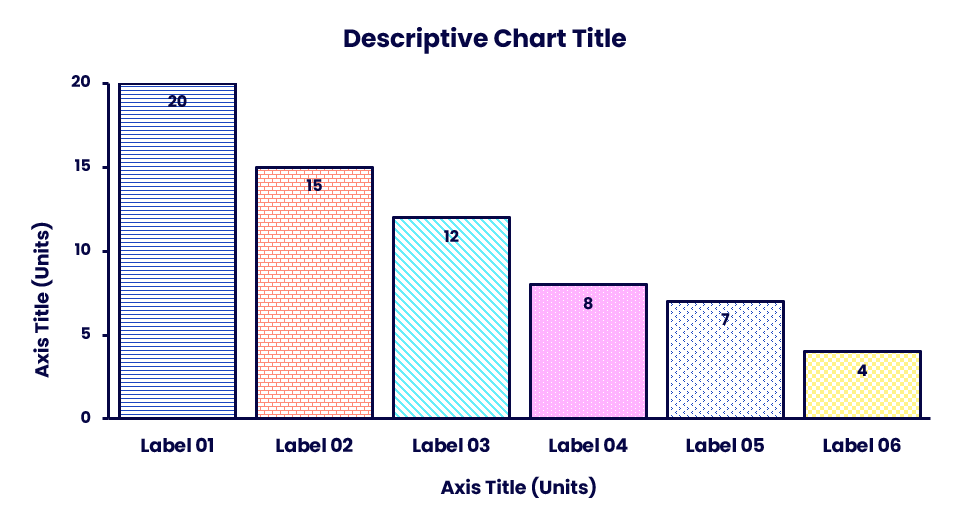 Descriptive Chart Title
Axis Title (Units)
20
15
10
5
0
20
15
12
8
7
4
Label 01
Label 02
Label 03
Label 04
Label 05
Label 06
Axis Title (Units)